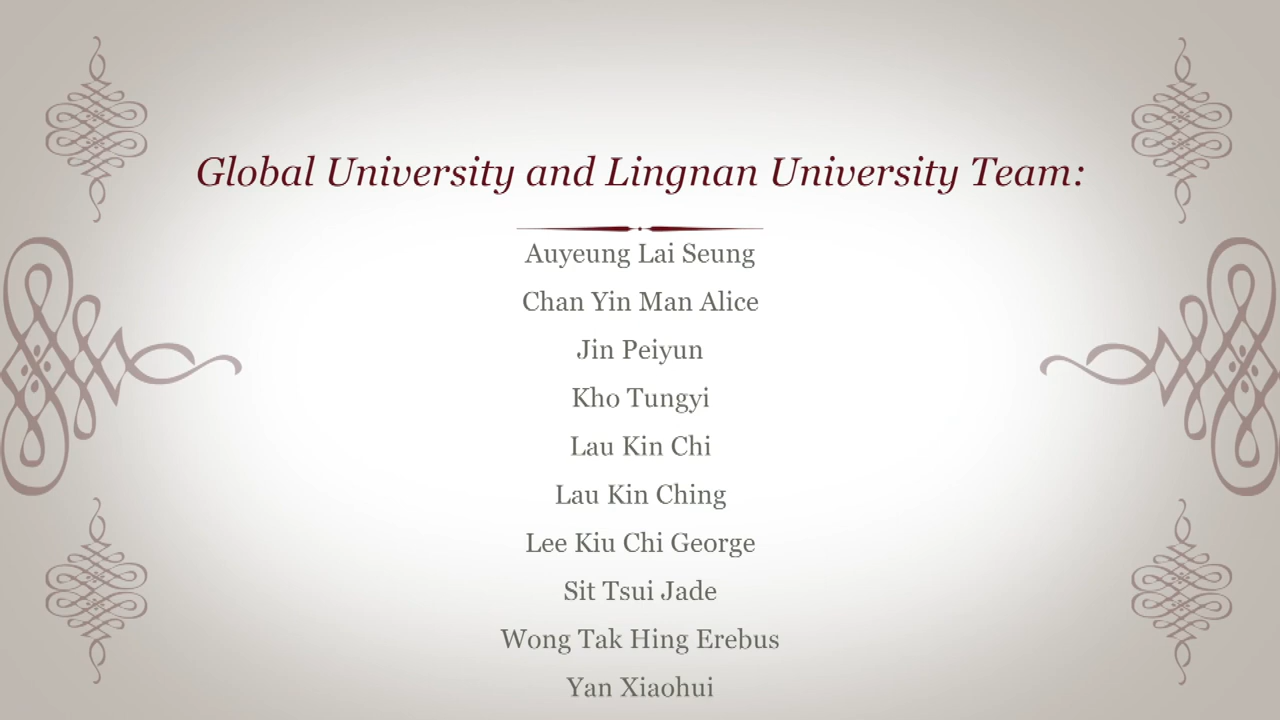 Global University and Lingnan University Team:
Auyeung Lai Seung
Chan Yin Man Alice
Jin Peiyun
Kho Tungyi
Lau Kin Chi
Lau Kin Ching
Lee Kiu Chi George
Sit Tsui Jade
Wong Tak Hing Erebus
Yan Xiaohui